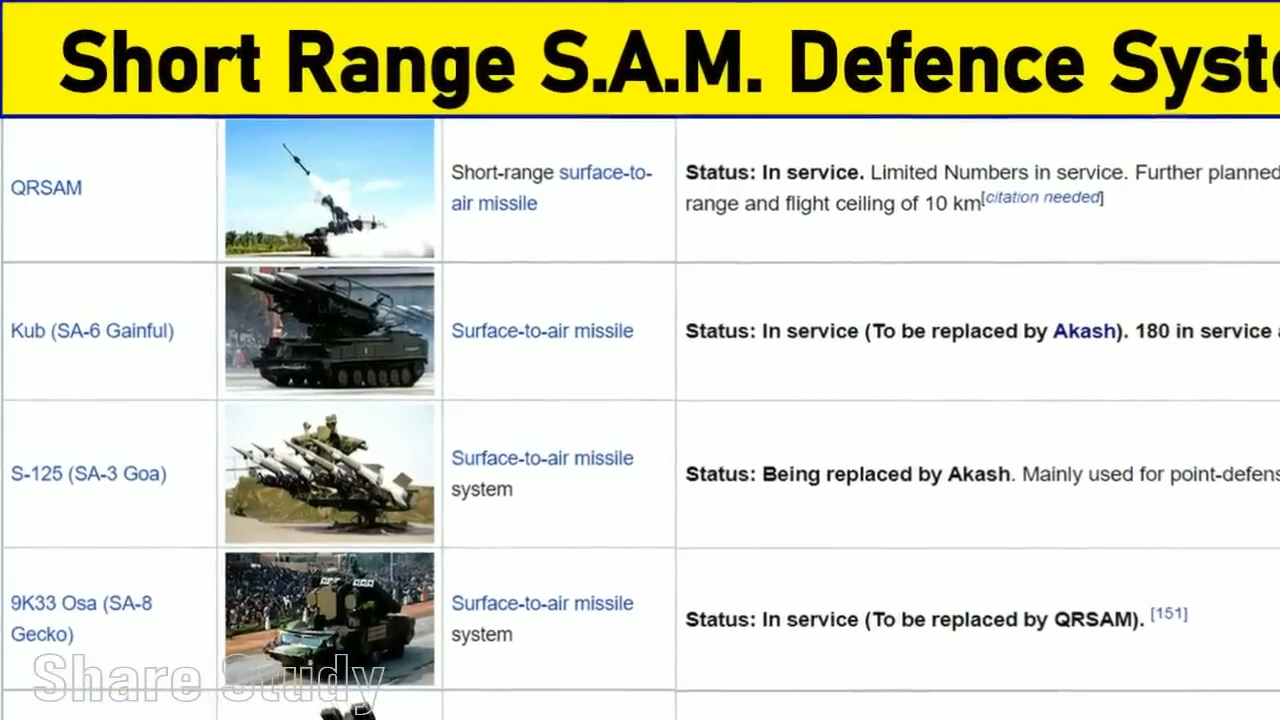 Short Range S.A.M. Defence Syst
QRSAM
Short-range surface-to-
air missile
Status: In service. Limited Numbers in service. Further planned
range and flight ceiling of 10 km[citation needed]
Kub (SA-6 Gainful)
Surface-to-air missile
Status: In service (To be replaced by Akash). 180 in service
S-125 (SA-3 Goa)
Surface-to-air missile
system
Status: Being replaced by Akash. Mainly used for point-defens
9K33 Osa (SA-8
Gecko)
Surface-to-air missile
system
Status: In service (To be replaced by QRSAM). [151]
Share Study